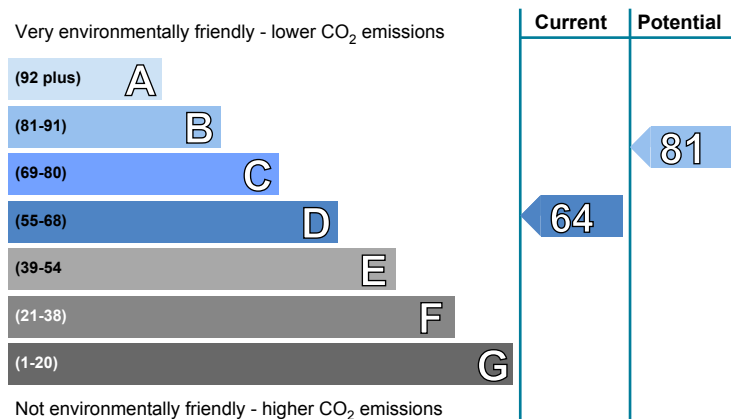 Very environmentally friendly - lower CO₂ emissions
Current
Potential
(92 plus) A
(81-91) B
(69-80) C
(55-68) D
(39-54 E
(21-38) F
(1-20) G
64
81
Not environmentally friendly - higher CO₂ emissions